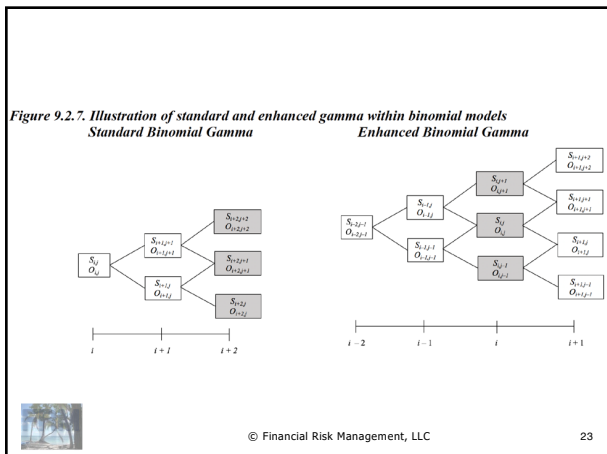 Figure 9.2.7. Illustration of standard and enhanced gamma within binomial models
Standard Binomial Gamma
Enhanced Binomial Gamma
S_{i,j}
O_{i,j}
S_{i+1,j+1}
O_{i+1,j+1}
S_{i+1,j}
O_{i+1,j}
S_{i+2,j+2}
O_{i+2,j+2}
S_{i+2,j+1}
O_{i+2,j+1}
S_{i+2,j}
O_{i+2,j}
i
i + 1
i + 2
S_{i-2,j-1}
O_{i-2,j-1}
S_{i-1,j}
O_{i-1,j}
S_{i-1,j-1}
O_{i-1,j-1}
S_{i,j+1}
O_{i,j+1}
S_{i,j}
O_{i,j}
S_{i,j-1}
O_{i,j-1}
S_{i+1,j+2}
O_{i+1,j+2}
S_{i+1,j+1}
O_{i+1,j+1}
S_{i+1,j}
O_{i+1,j}
S_{i+1,j-1}
O_{i+1,j-1}
i – 2
i – 1
i
i + 1
© Financial Risk Management, LLC
23